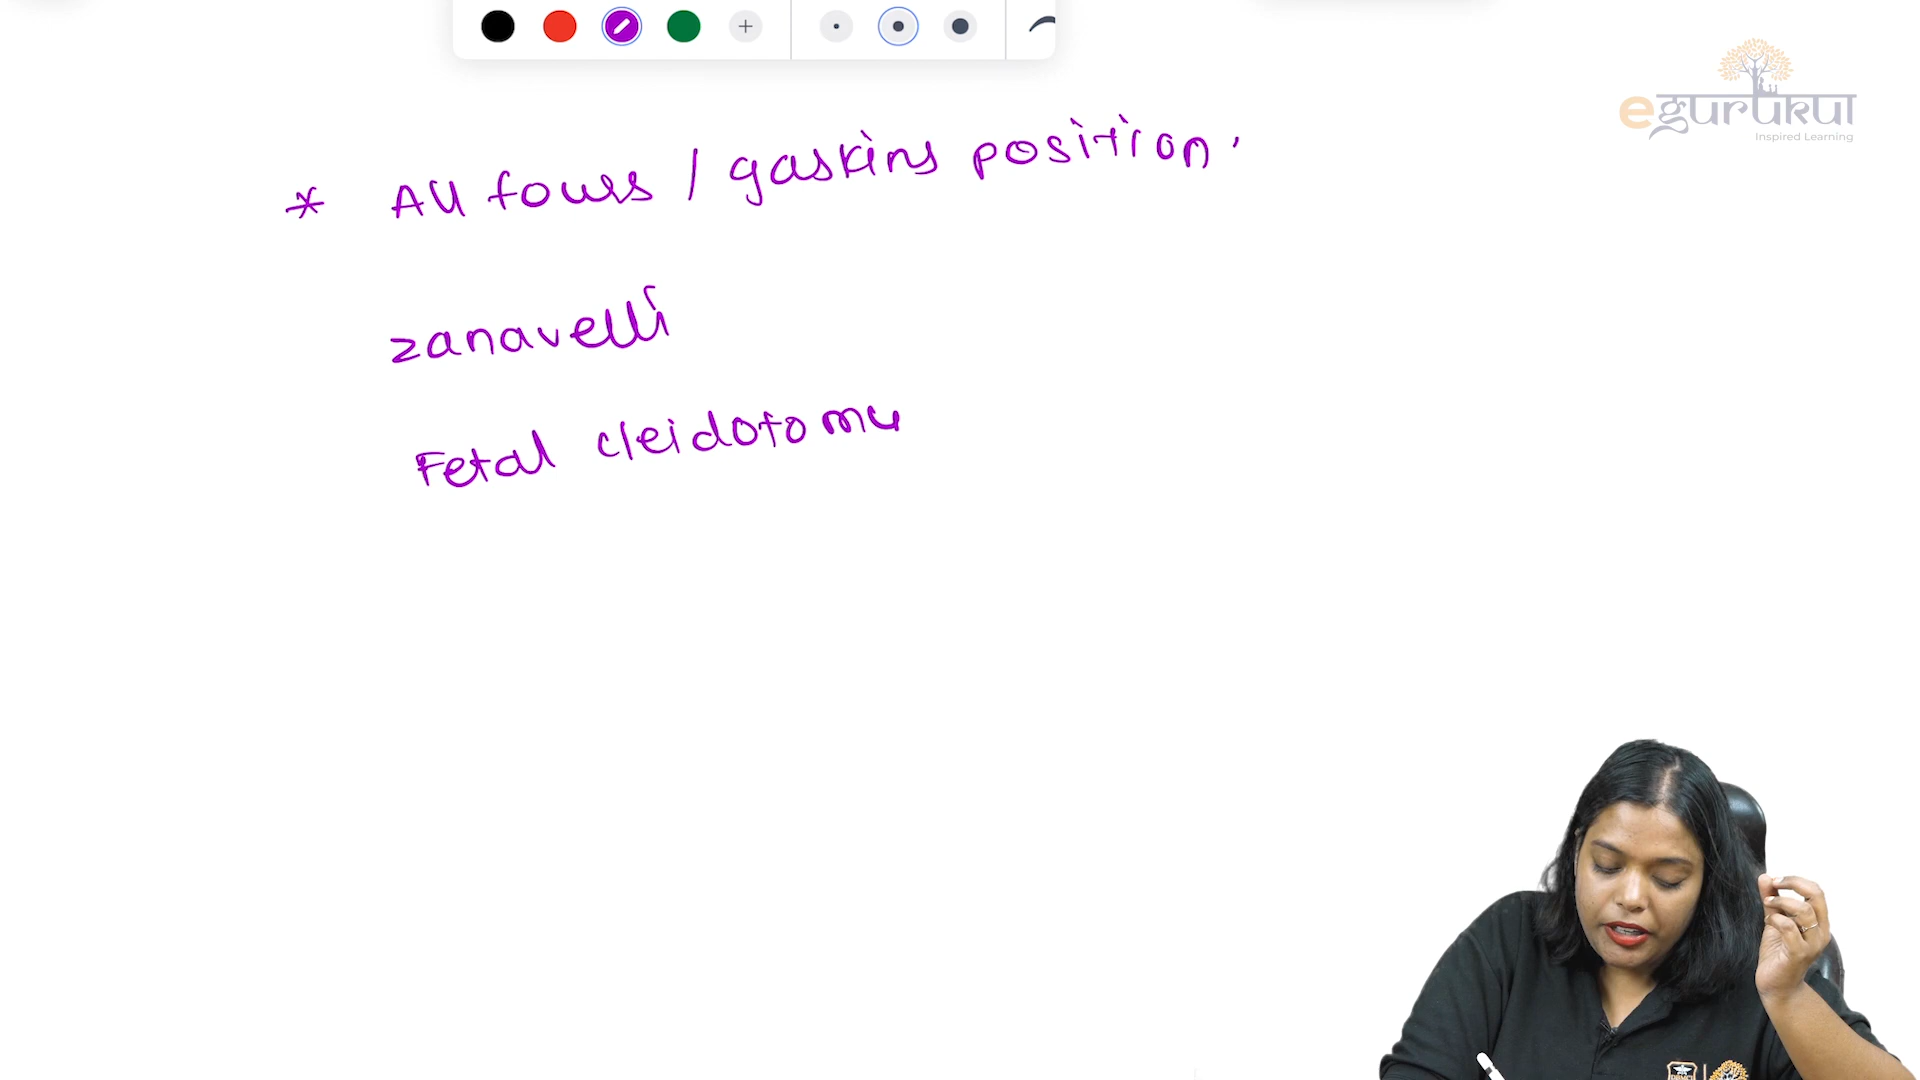 egurukul
Inspired Learning
* All fours / gaskins position.
zanavelli
Fetal cleidotomy